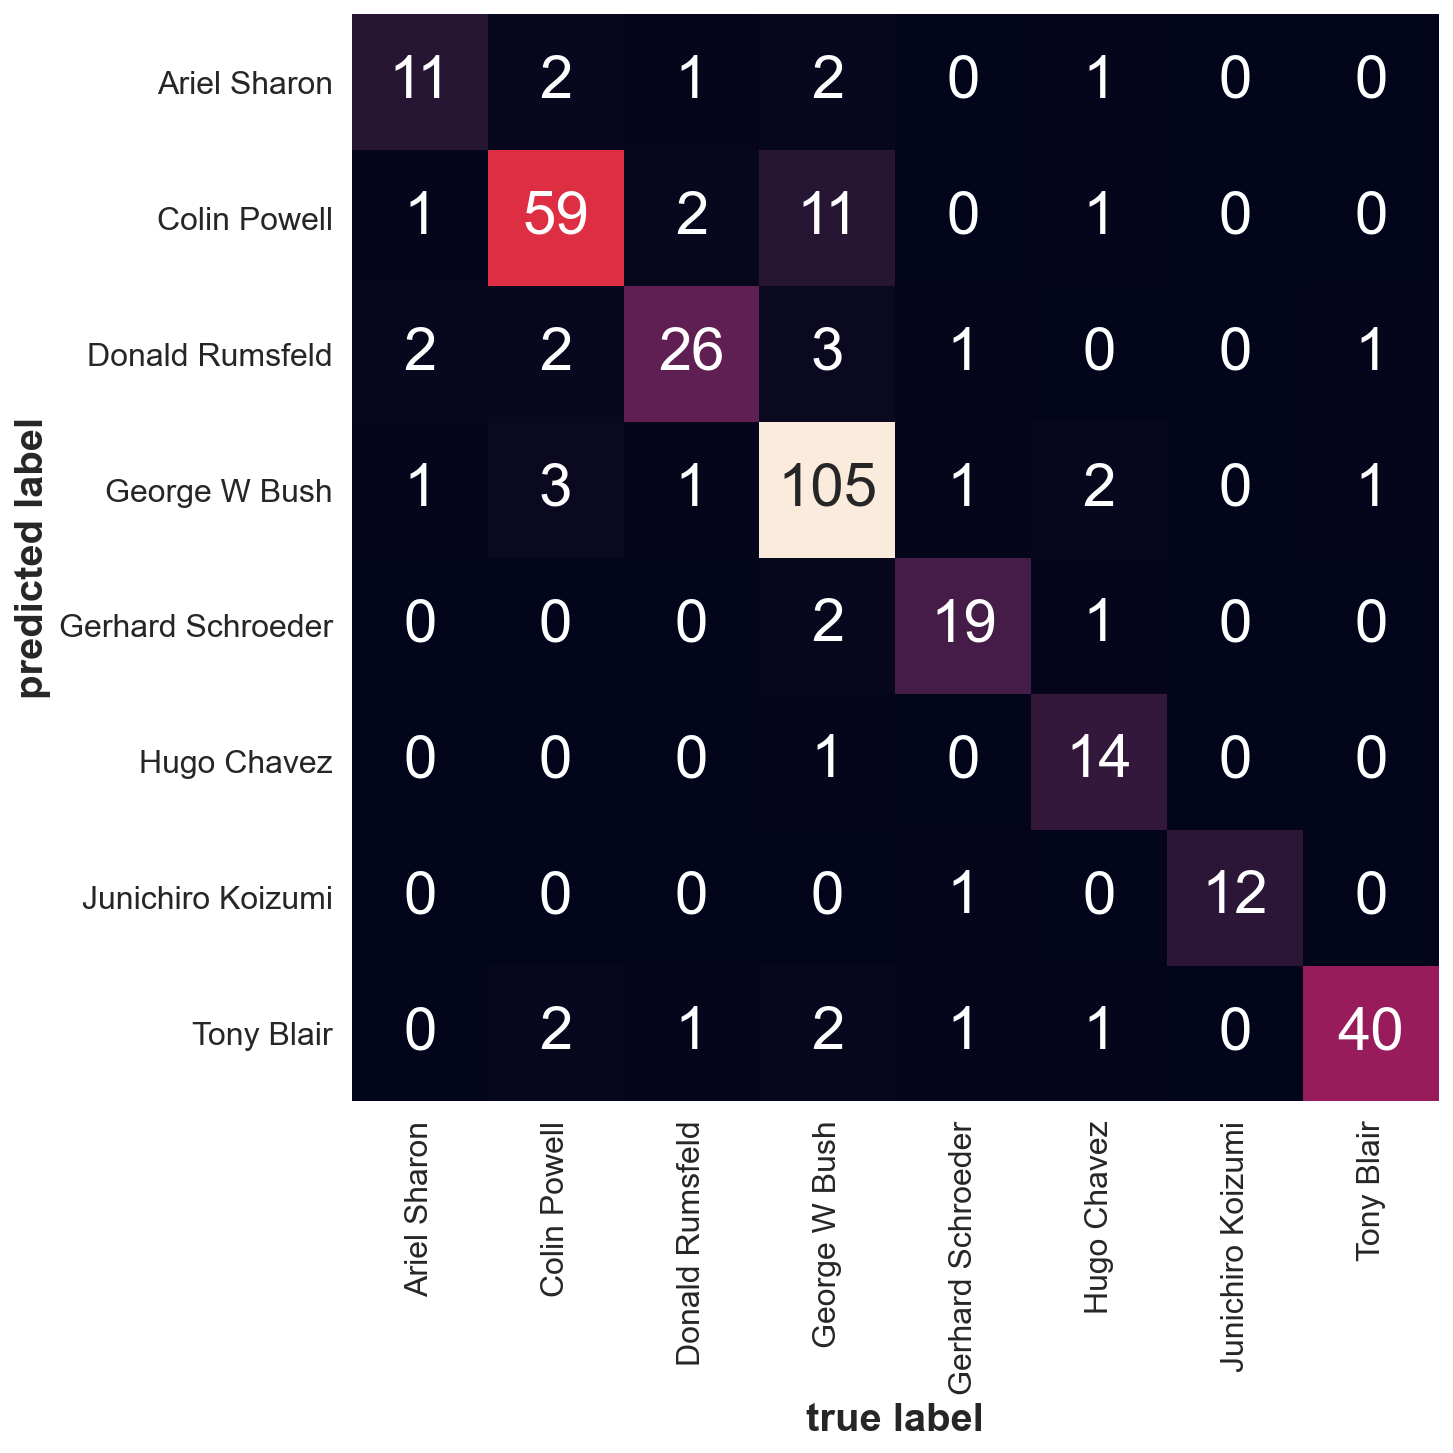 Ariel Sharon 11 2 1 2 0 1 0 0
Colin Powell 1 59 2 11 0 1 0 0
Donald Rumsfeld 2 2 26 3 1 0 0 1
George W Bush 1 3 1 105 1 2 0 1
Gerhard Schroeder 0 0 0 2 19 1 0 0
Hugo Chavez 0 0 0 1 0 14 0 0
Junichiro Koizumi 0 0 0 0 1 0 12 0
Tony Blair 0 2 1 2 1 1 0 40
predicted label
Ariel Sharon
Colin Powell
Donald Rumsfeld
George W Bush
Gerhard Schroeder
Hugo Chavez
Junichiro Koizumi
Tony Blair
true label